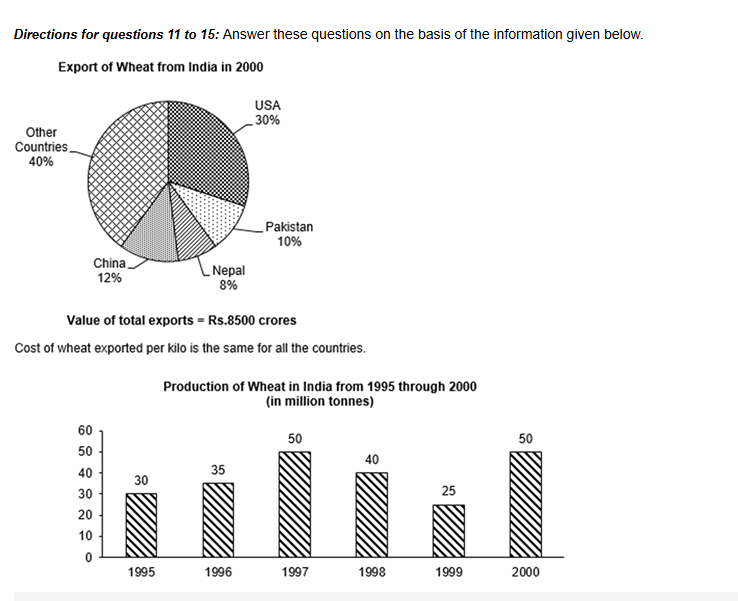 Directions for questions 11 to 15: Answer these questions on the basis of the information given below.
Export of Wheat from India in 2000
USA
30%
Other
Countries
40%
Pakistan
10%
China
12%
Nepal
8%
Value of total exports = Rs.8500 crores
Cost of wheat exported per kilo is the same for all the countries.
Production of Wheat in India from 1995 through 2000
(in million tonnes)
60
50
40
30
20
10
0
30
35
50
40
25
50
1995 1996 1997 1998 1999 2000